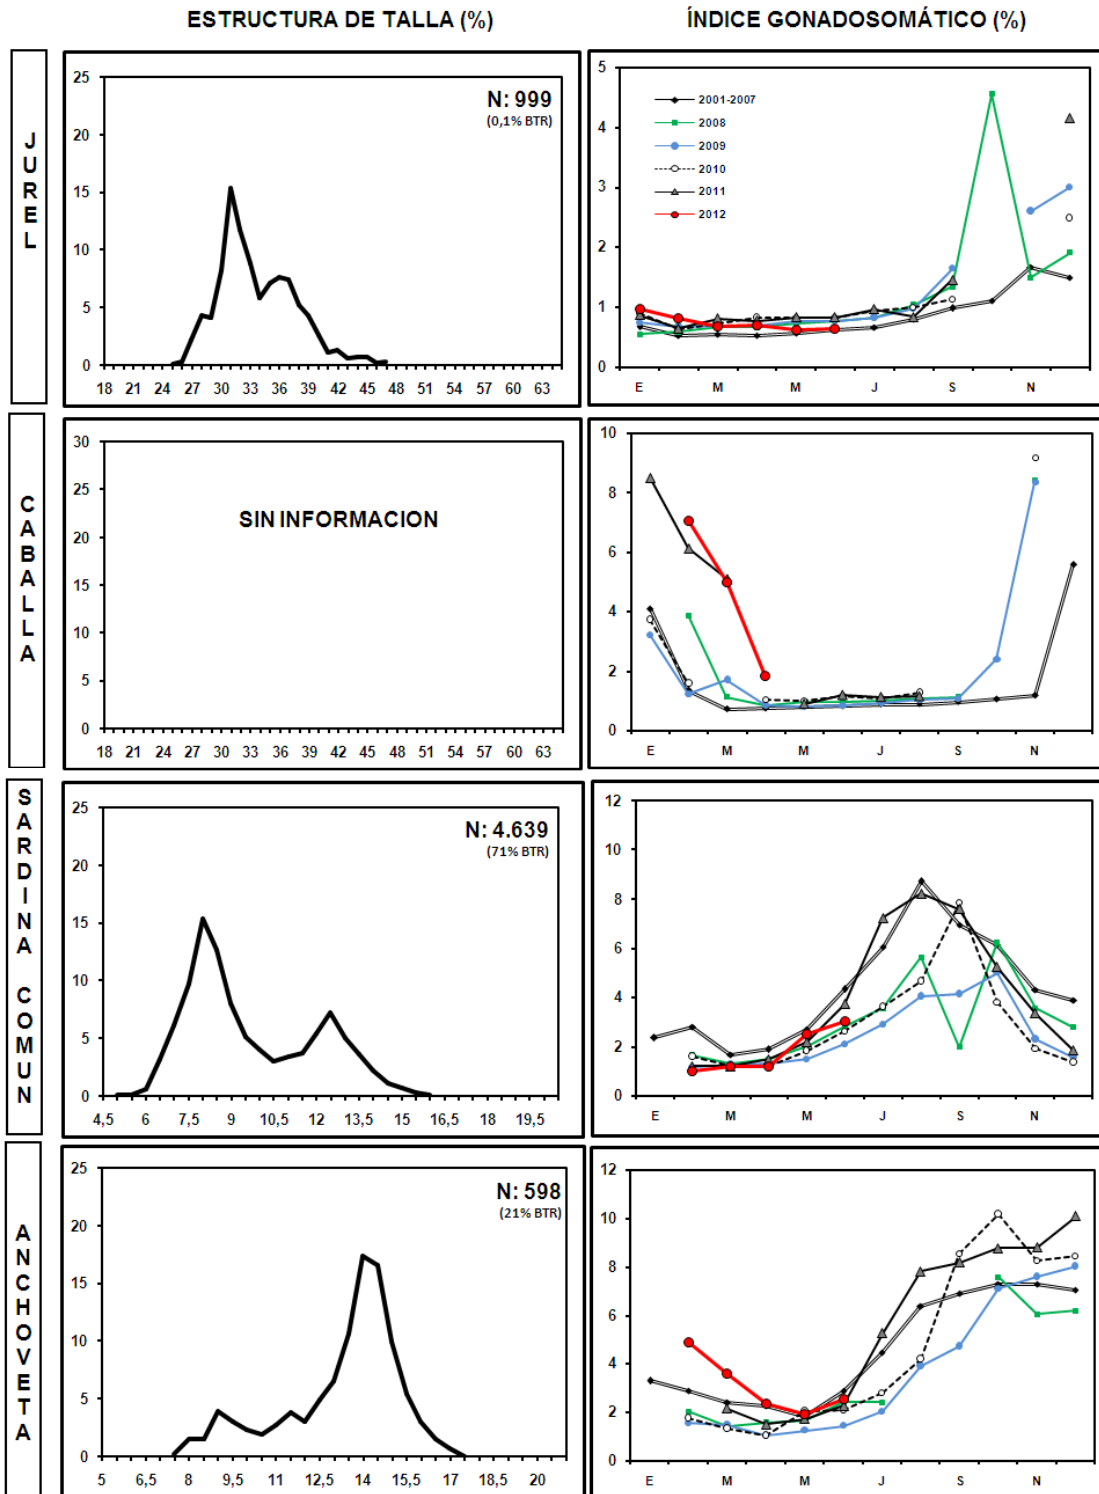 ESTRUCTURA DE TALLA (%)
ÍNDICE GONADOSOMÁTICO (%)
JUREL
25
20
15
10
5
0
N: 999
(0,1% BTR)
18 21 24 27 30 33 36 39 42 45 48 51 54 57 60 63
5
4
3
2
1
0
2001-2007
2008
2009
2010
2011
2012
E M M J S N
CABALLA
30
25
20
15
10
5
0
SIN INFORMACION
18 21 24 27 30 33 36 39 42 45 48 51 54 57 60 63
10
8
6
4
2
0
E M M J S N
SARDINA COMUN
25
20
15
10
5
0
N: 4.639
(71% BTR)
4,5 6 7,5 9 10,5 12 13,5 15 16,5 18 19,5
12
10
8
6
4
2
0
E M M J S N
ANCHOVETA
25
20
15
10
5
0
N: 598
(21% BTR)
5 6,5 8 9,5 11 12,5 14 15,5 17 18,5 20
12
10
8
6
4
2
0
E M M J S N